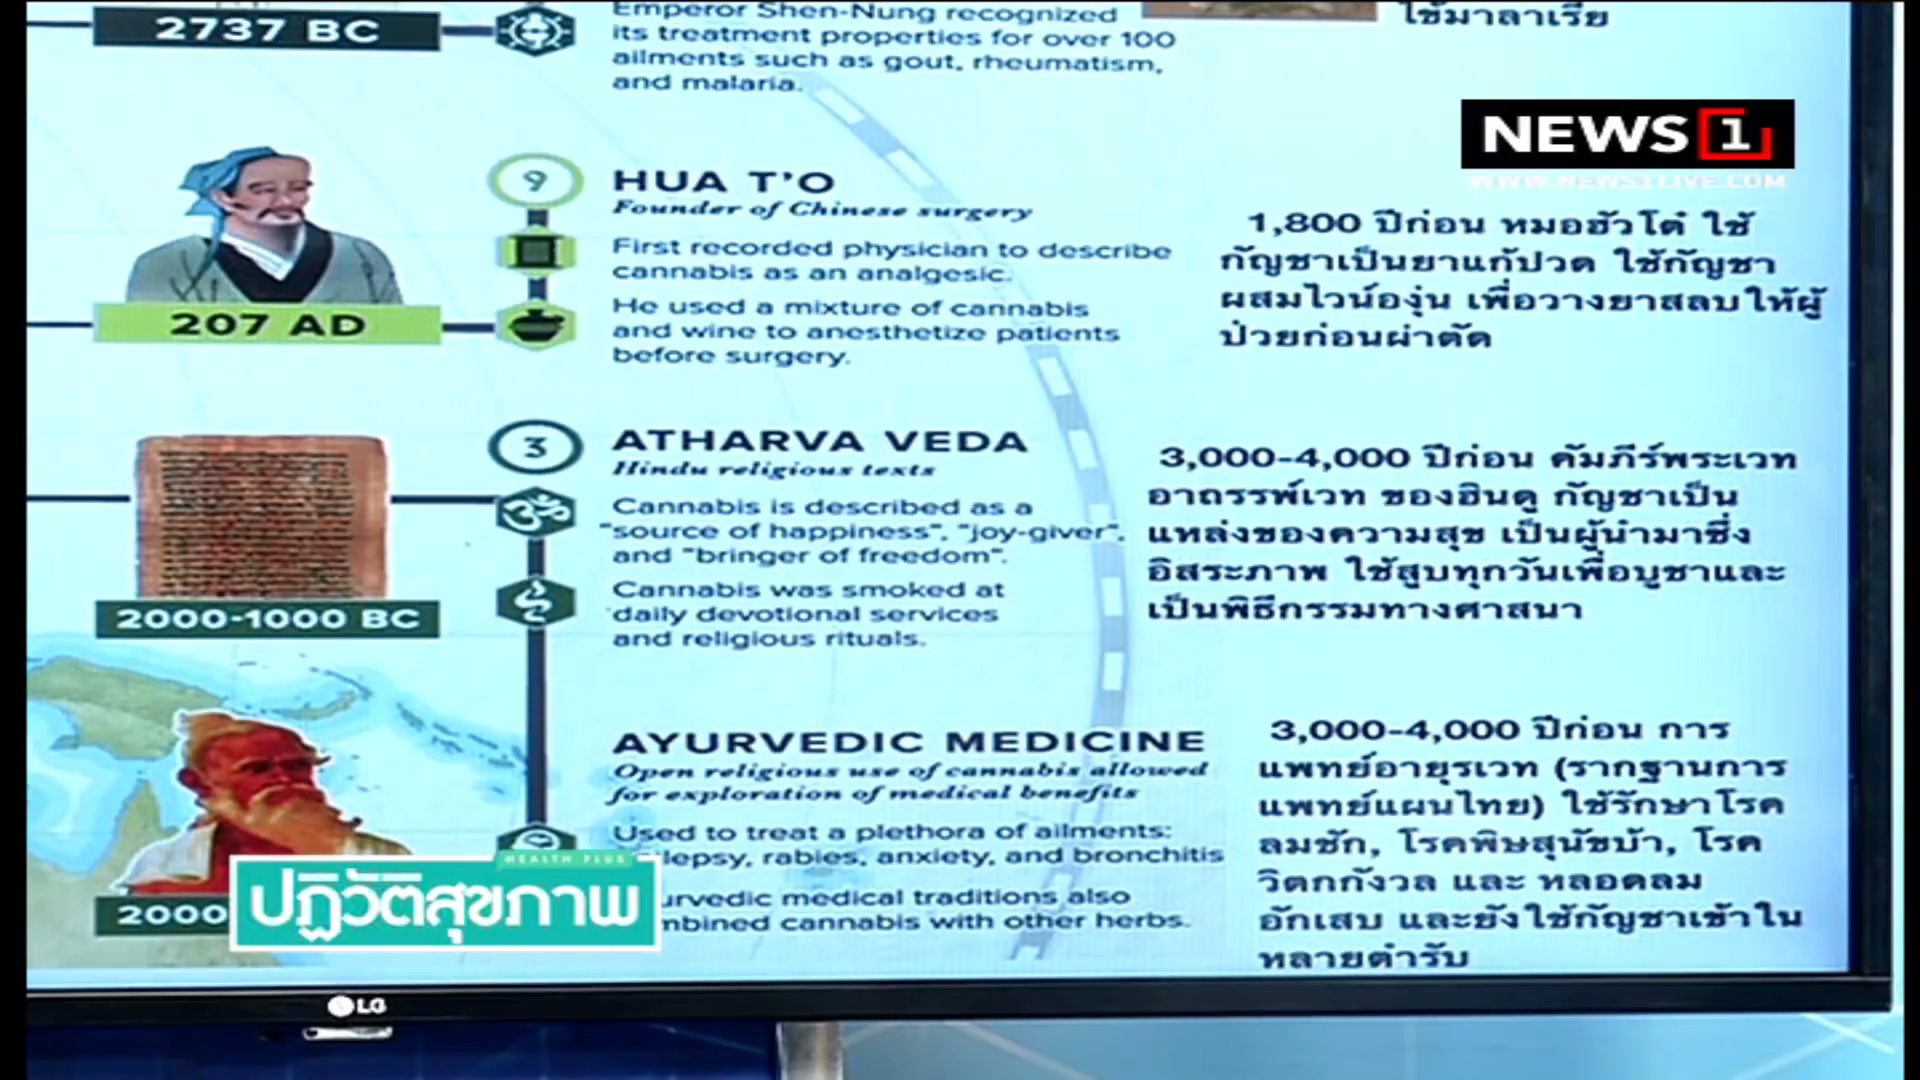 2737 BC
Emperor Shen-Nung recognized
its treatment properties for over 100
ailments such as gout, rheumatism,
and malaria.
ไข้มาลาเรีย
NEWS 1
WWW.NEWS1LIVE.COM
9
HUA T'O
Founder of Chinese surgery
First recorded physician to describe
cannabis as an analgesic.
He used a mixture of cannabis
and wine to anesthetize patients
before surgery.
207 AD
1,800 ปีก่อน หมอฮัวโต๋ ใช้
กัญชาเป็นยาแก้ปวด ใช้กัญชา
ผสมไวน์องุ่น เพื่อวางยาสลบให้ผู้
ป่วยก่อนผ่าตัด
3
ATHARVA VEDA
Hindu religious texts
Cannabis is described as a
"source of happiness", "joy-giver",
and "bringer of freedom".
Cannabis was smoked at
daily devotional services
and religious rituals.
2000-1000 BC
3,000-4,000 ปีก่อน คัมภีร์พระเวท
อาถรรพ์เวท ของฮินดู กัญชาเป็น
แหล่งของความสุข เป็นผู้นำมาซึ่ง
อิสระภาพ ใช้สูบทุกวันเพื่อบูชาและ
เป็นพิธีกรรมทางศาสนา
AYURVEDIC MEDICINE
Open religious use of cannabis allowed
for exploration of medical benefits
Used to treat a plethora of ailments:
lepsy, rabies, anxiety, and bronchitis
urvedic medical traditions also
mbined cannabis with other herbs.
2000
3,000-4,000 ปีก่อน การ
แพทย์อายุรเวท (รากฐานการ
แพทย์แผนไทย) ใช้รักษาโรค
ลมชัก, โรคพิษสุนัขบ้า, โรค
วิตกกังวล และ หลอดลม
อักเสบ และยังใช้กัญชาเข้าใน
หลายตำรับ
HEALTH PLUS
ปฏิวัติสุขภาพ
LG